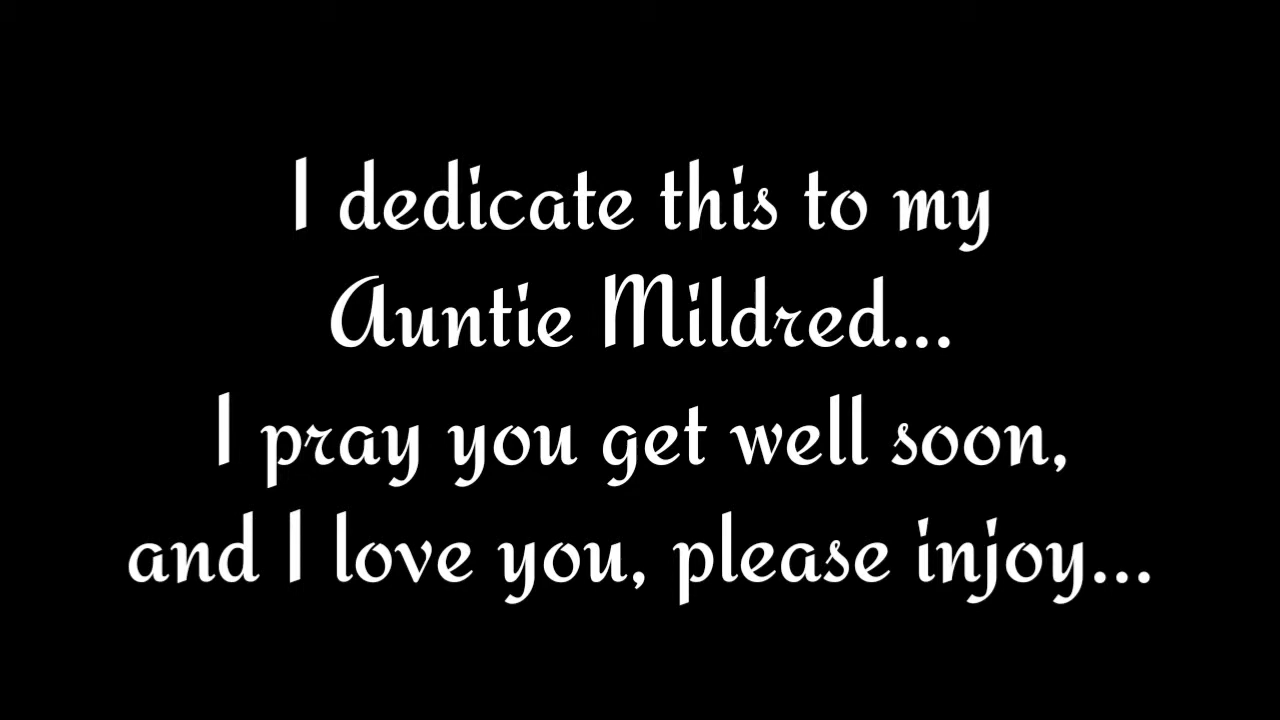 I dedicate this to my
Auntie Mildred...
I pray you get well soon,
and I love you, please injoy...